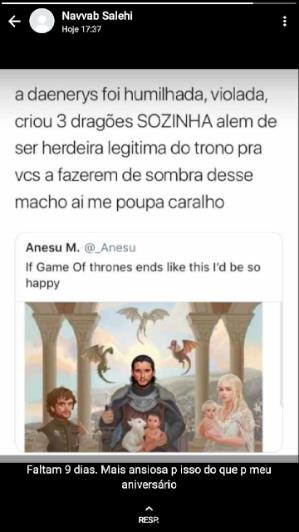 Navvab Salehi
Hoje 17:37
a daenerys foi humilhada, violada,
criou 3 dragões SOZINHA alem de
ser herdeira legitima do trono pra
vcs a fazerem de sombra desse
macho ai me poupa caralho
Anesu M. @_Anesu
If Game Of thrones ends like this I'd be so
happy
Faltam 9 dias. Mais ansiosa p isso do que p meu
aniversário
RESP.